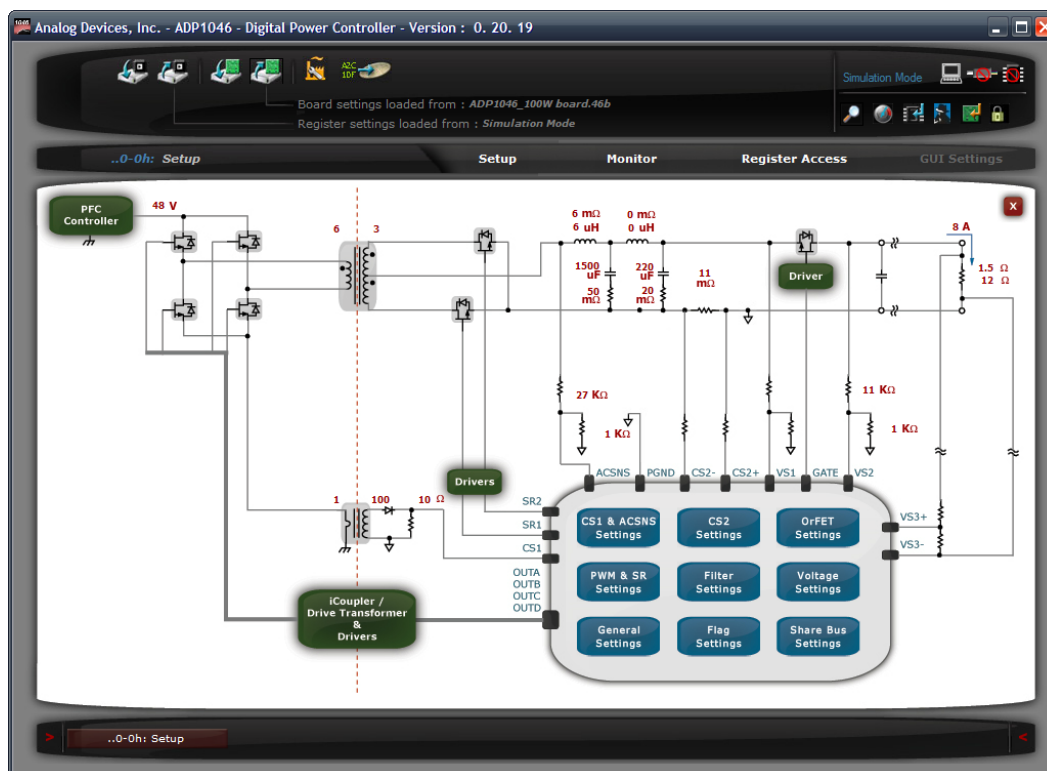 Analog Devices, Inc. - ADP1046 - Digital Power Controller - Version : 0. 20. 19
A2C
1DF
Simulation Mode
Board settings loaded from : ADP1046_100W board.46b
Register settings loaded from : Simulation Mode
..0-0h: Setup
Setup
Monitor
Register Access
GUI Settings
PFC
Controller
48 V
6 3
6 mΩ
6 uH
0 mΩ
0 uH
x
8 A
1500
uF
50
mΩ
220
uF
20
mΩ
11
mΩ
Driver
1.5 Ω
12 Ω
27 KΩ
1 KΩ
11 KΩ
1 KΩ
ACSNS
PGND
CS2-
CS2+
VS1
GATE
VS2
Drivers
1 100 10 Ω
SR2
SR1
CS1
OUTA
OUTB
OUTC
OUTD
VS3+
VS3-
CS1 & ACSNS
Settings
CS2
Settings
OrFET
Settings
PWM & SR
Settings
Filter
Settings
Voltage
Settings
General
Settings
Flag
Settings
Share Bus
Settings
iCoupler /
Drive Transformer
&
Drivers
> ..0-0h: Setup <